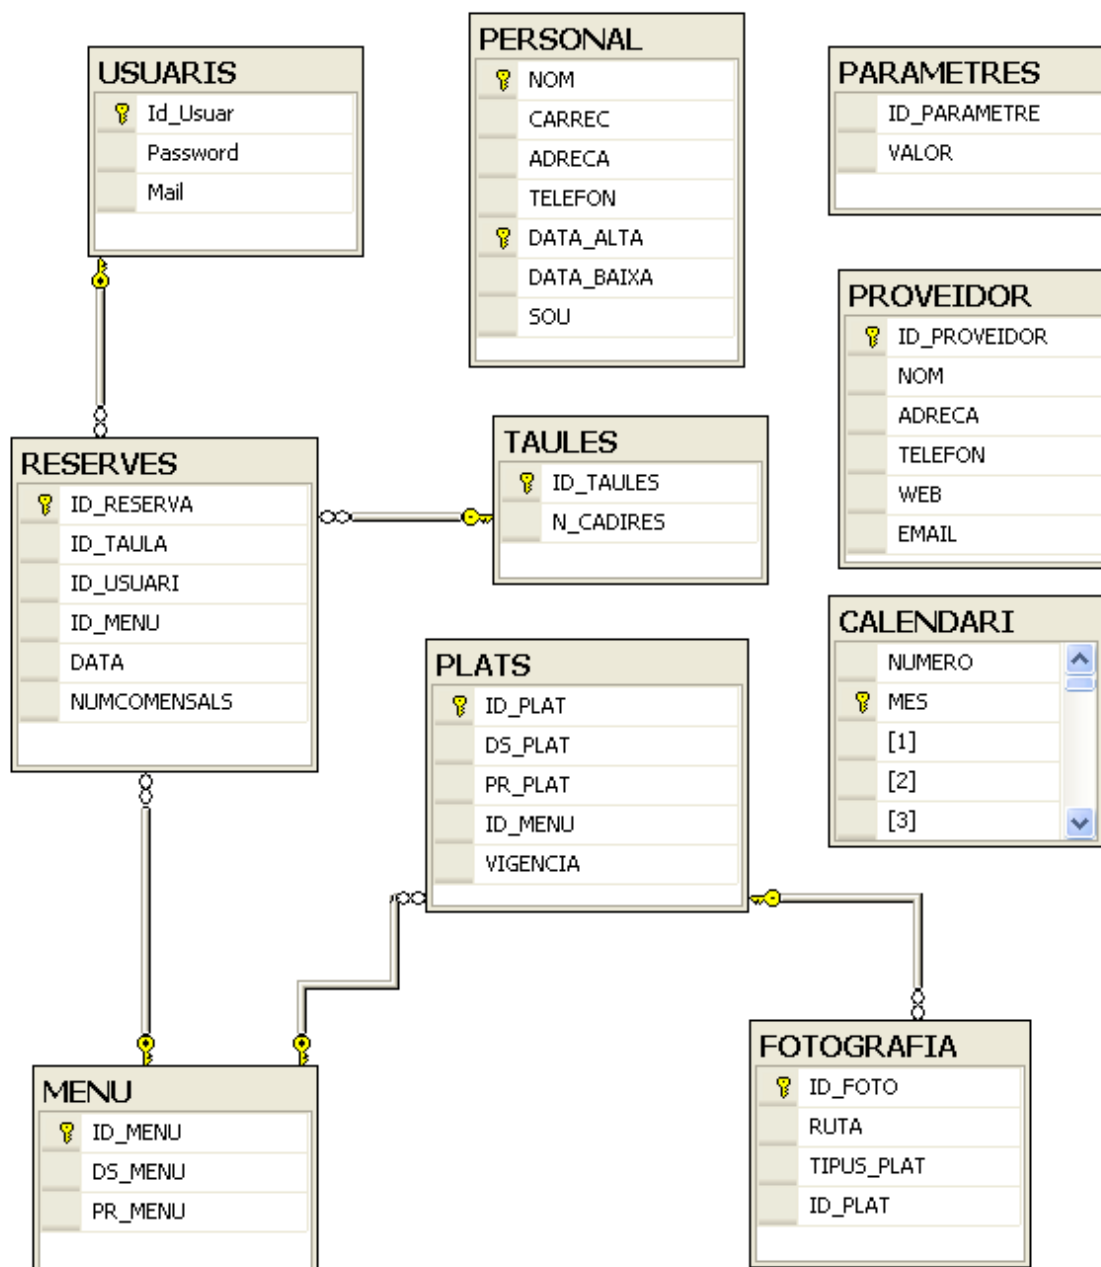 USUARIS
Id_Usuar
Password
Mail
PERSONAL
NOM
CARREC
ADRECA
TELEFON
DATA_ALTA
DATA_BAIXA
SOU
PARAMETRES
ID_PARAMETRE
VALOR
PROVEIDOR
ID_PROVEIDOR
NOM
ADRECA
TELEFON
WEB
EMAIL
RESERVES
ID_RESERVA
ID_TAULA
ID_USUARI
ID_MENU
DATA
NUMCOMENSALS
TAULES
ID_TAULES
N_CADIRES
CALENDARI
NUMERO
MES
[1]
[2]
[3]
PLATS
ID_PLAT
DS_PLAT
PR_PLAT
ID_MENU
VIGENCIA
MENU
ID_MENU
DS_MENU
PR_MENU
FOTOGRAFIA
ID_FOTO
RUTA
TIPUS_PLAT
ID_PLAT